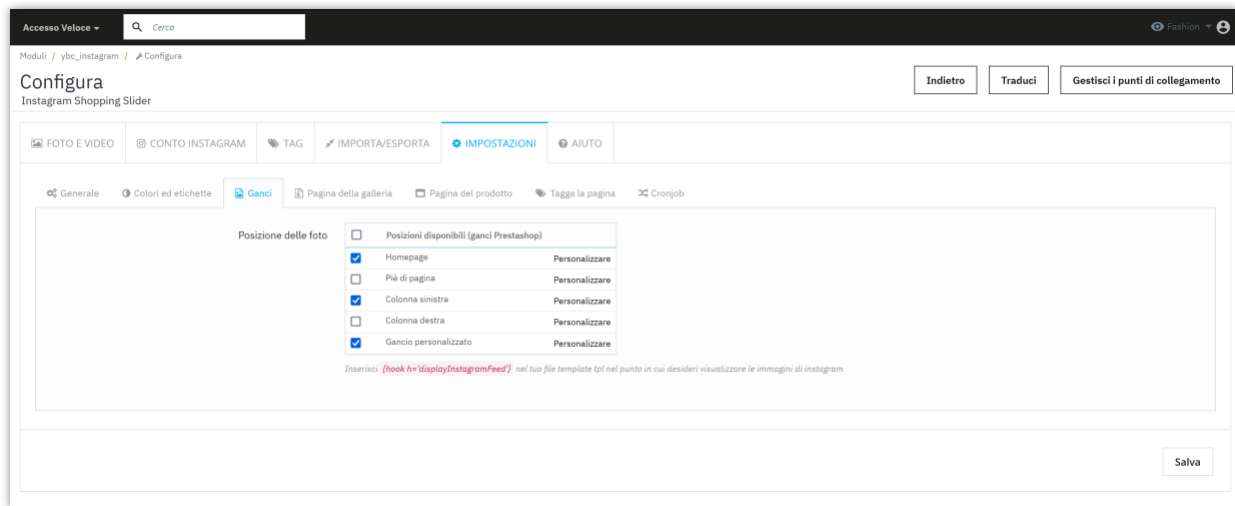 Accesso Veloce
Cerca
Fashion
Moduli / ybc_instagram / Configura
Configura
Instagram Shopping Slider
Indietro
Traduci
Gestisci i punti di collegamento
FOTO E VIDEO
CONTO INSTAGRAM
TAG
IMPORTA/ESPORTA
IMPOSTAZIONI
AIUTO
Generale
Colori ed etichette
Ganci
Pagina della galleria
Pagina del prodotto
Tagga la pagina
Cronjob
Posizione delle foto
Posizioni disponibili (ganci Prestashop)
Homepage Personalizzare
Piè di pagina Personalizzare
Colonna sinistra Personalizzare
Colonna destra Personalizzare
Gancio personalizzato Personalizzare
Inserisci {hook h='displayInstagramFeed'} nel tuo file template tpl nel punto in cui desideri visualizzare le immagini di instagram
Salva